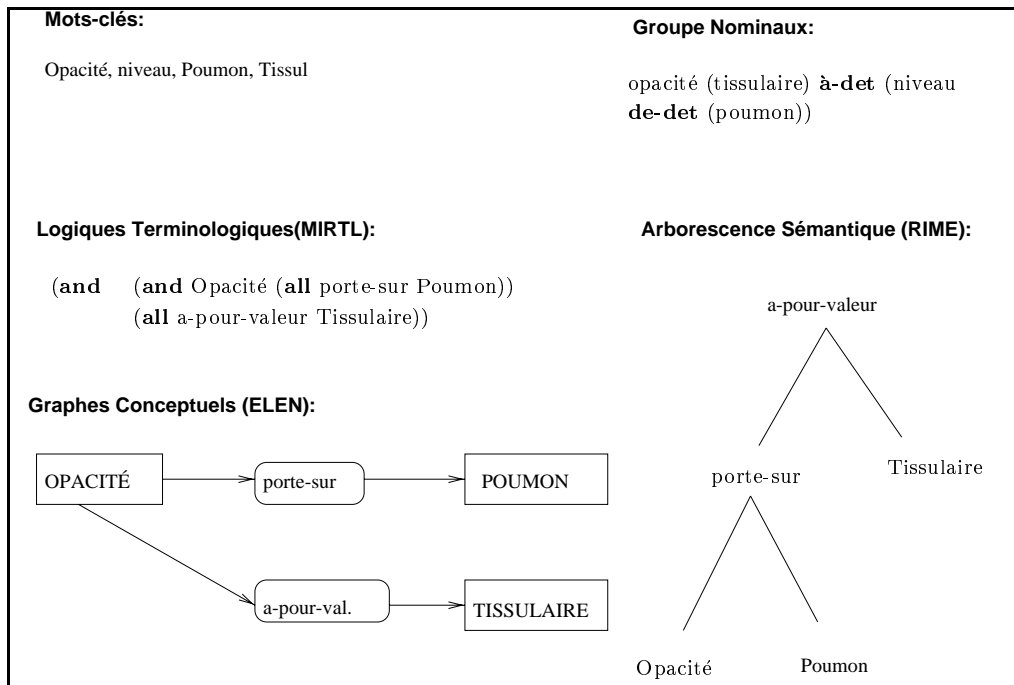 Mots-clés:
Opacité, niveau, Poumon, Tissul
Groupe Nominaux:
opacité (tissulaire) à-det (niveau
de-det (poumon))
Logiques Terminologiques(MIRTL):
(and (and Opacité (all porte-sur Poumon))
(all a-pour-valeur Tissulaire))
Arborescence Sémantique (RIME):
a-pour-valeur
porte-sur
Tissulaire
Opacité
Poumon
Graphes Conceptuels (ELEN):
OPACITÉ
porte-sur
POUMON
a-pour-val.
TISSULAIRE